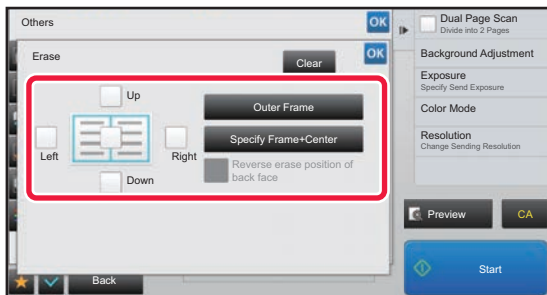 Others
OK
Erase
Clear
OK
Up
Left
Right
Down
Outer Frame
Specify Frame+Center
Reverse erase position of
back face
Back
Dual Page Scan
Divide into 2 Pages
Background Adjustment
Exposure
Specify Send Exposure
Color Mode
Resolution
Change Sending Resolution
Preview
CA
Start